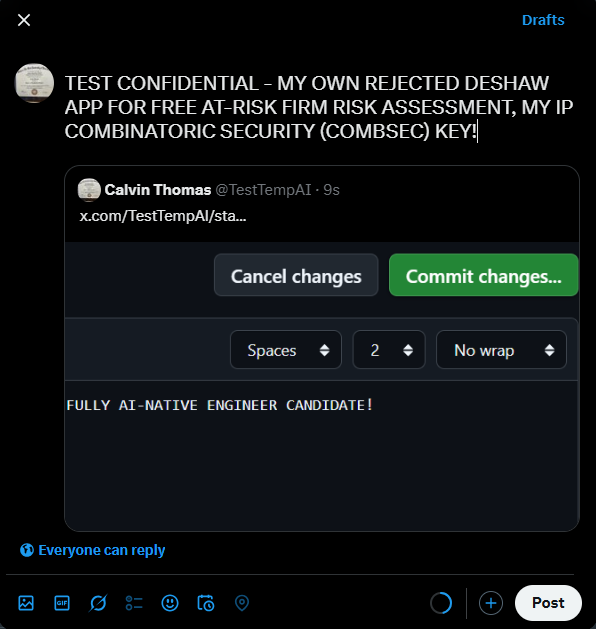 Drafts
TEST CONFIDENTIAL - MY OWN REJECTED DESHAW
APP FOR FREE AT-RISK FIRM RISK ASSESSMENT, MY IP
COMBINATORIC SECURITY (COMBSEC) KEY!
Calvin Thomas @TestTempAI · 9s
x.com/TestTempAI/sta...
Cancel changes Commit changes...
Spaces 2 No wrap
FULLY AI-NATIVE ENGINEER CANDIDATE!
Everyone can reply
GIF
Post